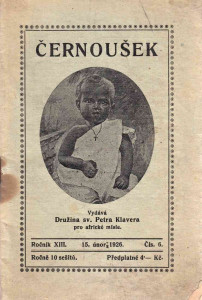 ČERNOUŠEK
Vydává
Družina sv. Petra Klavera
pro africké misie.
Ročník XIII. 15. února 1926. Čís. 6.
Ročně 10 sešitů. Předplatné 4·— Kč·